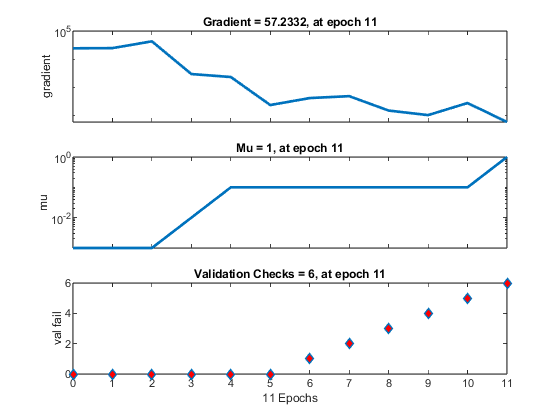 Gradient = 57.2332, at epoch 11
10^5
gradient
Mu = 1, at epoch 11
10^0
10^-2
mu
Validation Checks = 6, at epoch 11
6
4
2
0
val fail
0 1 2 3 4 5 6 7 8 9 10 11
11 Epochs